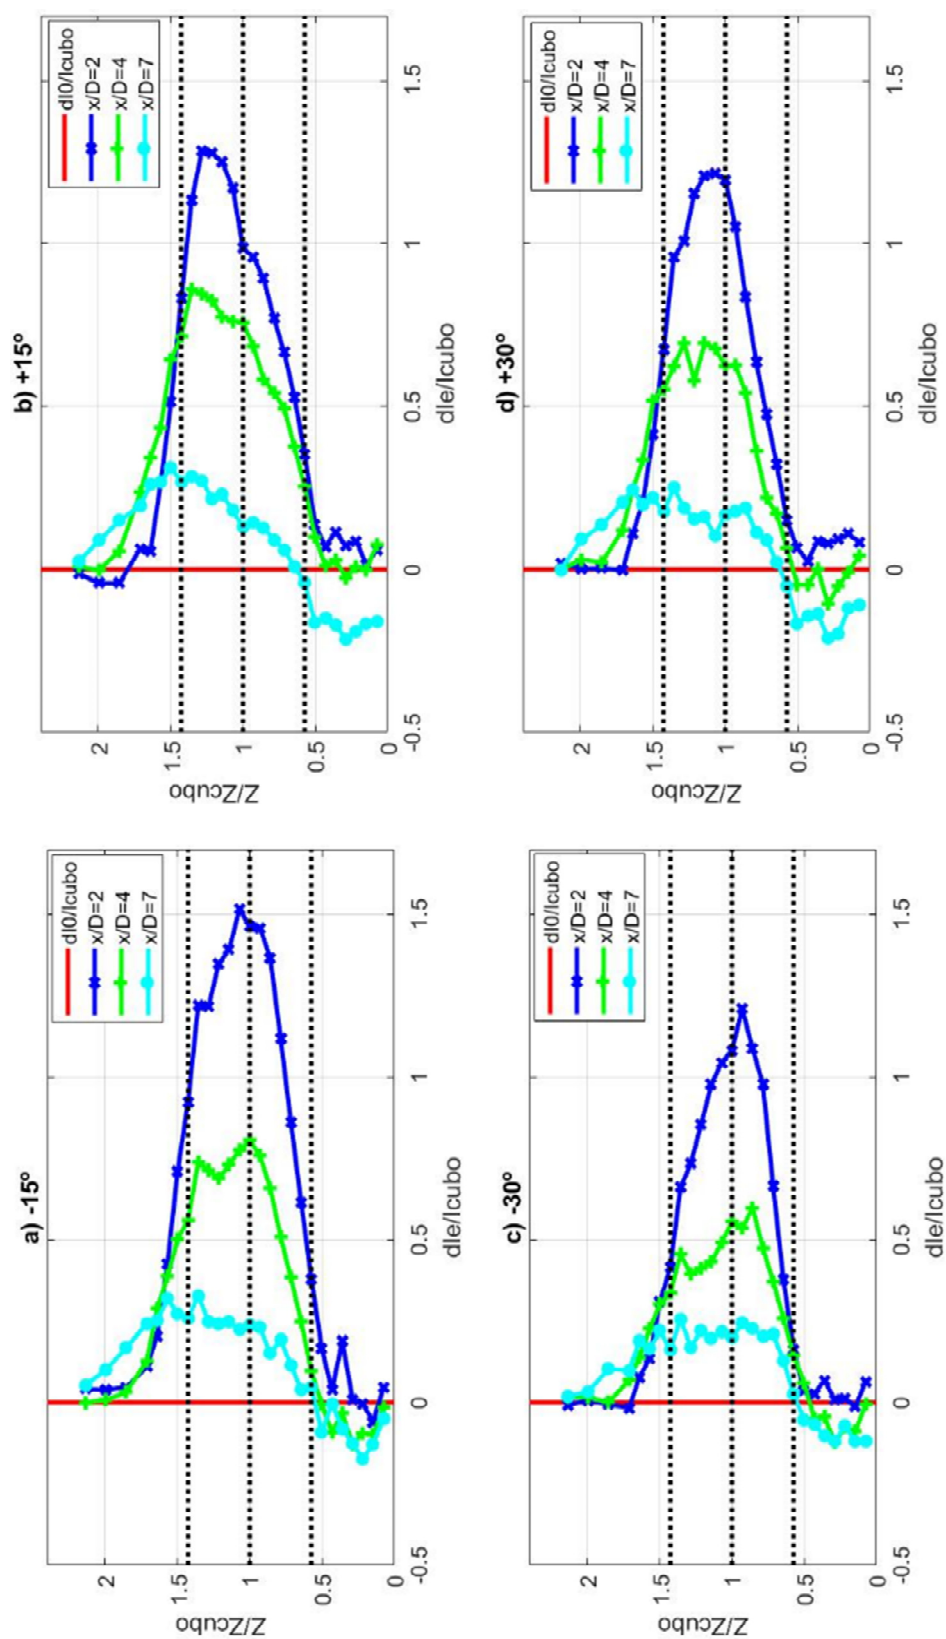 a) -15º
Z/Zcubo
2
1.5
1
0.5
0
-0.5 0 0.5 1 1.5
dIe/Icubo
dI0/Icubo
x/D=2
x/D=4
x/D=7
b) +15º
Z/Zcubo
2
1.5
1
0.5
0
-0.5 0 0.5 1 1.5
dIe/Icubo
dI0/Icubo
x/D=2
x/D=4
x/D=7
c) -30º
Z/Zcubo
2
1.5
1
0.5
0
-0.5 0 0.5 1 1.5
dIe/Icubo
dI0/Icubo
x/D=2
x/D=4
x/D=7
d) +30º
Z/Zcubo
2
1.5
1
0.5
0
-0.5 0 0.5 1 1.5
dIe/Icubo
dI0/Icubo
x/D=2
x/D=4
x/D=7